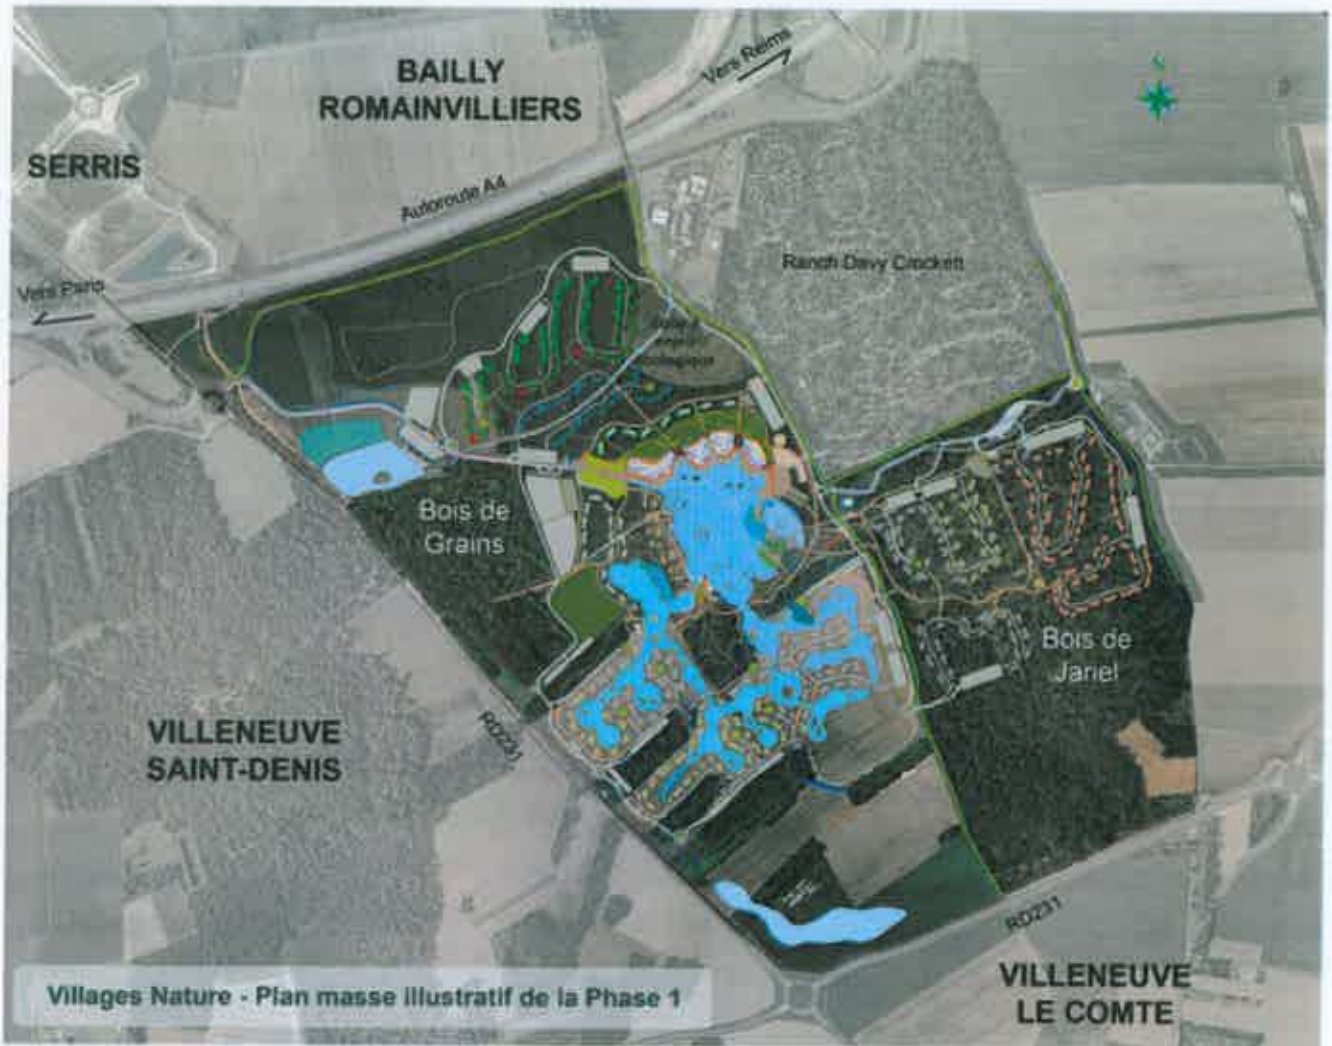 BAILLY
ROMAINVILLIERS
Vers Reims
SERRIS
Autoroute A4
Vers Paris
Ranch Davy Crockett
Bois de
Grains
Bois de
Jariel
VILLENEUVE
SAINT-DENIS
RD231
RD231
VILLENEUVE
LE COMTE
Villages Nature - Plan masse illustratif de la Phase 1